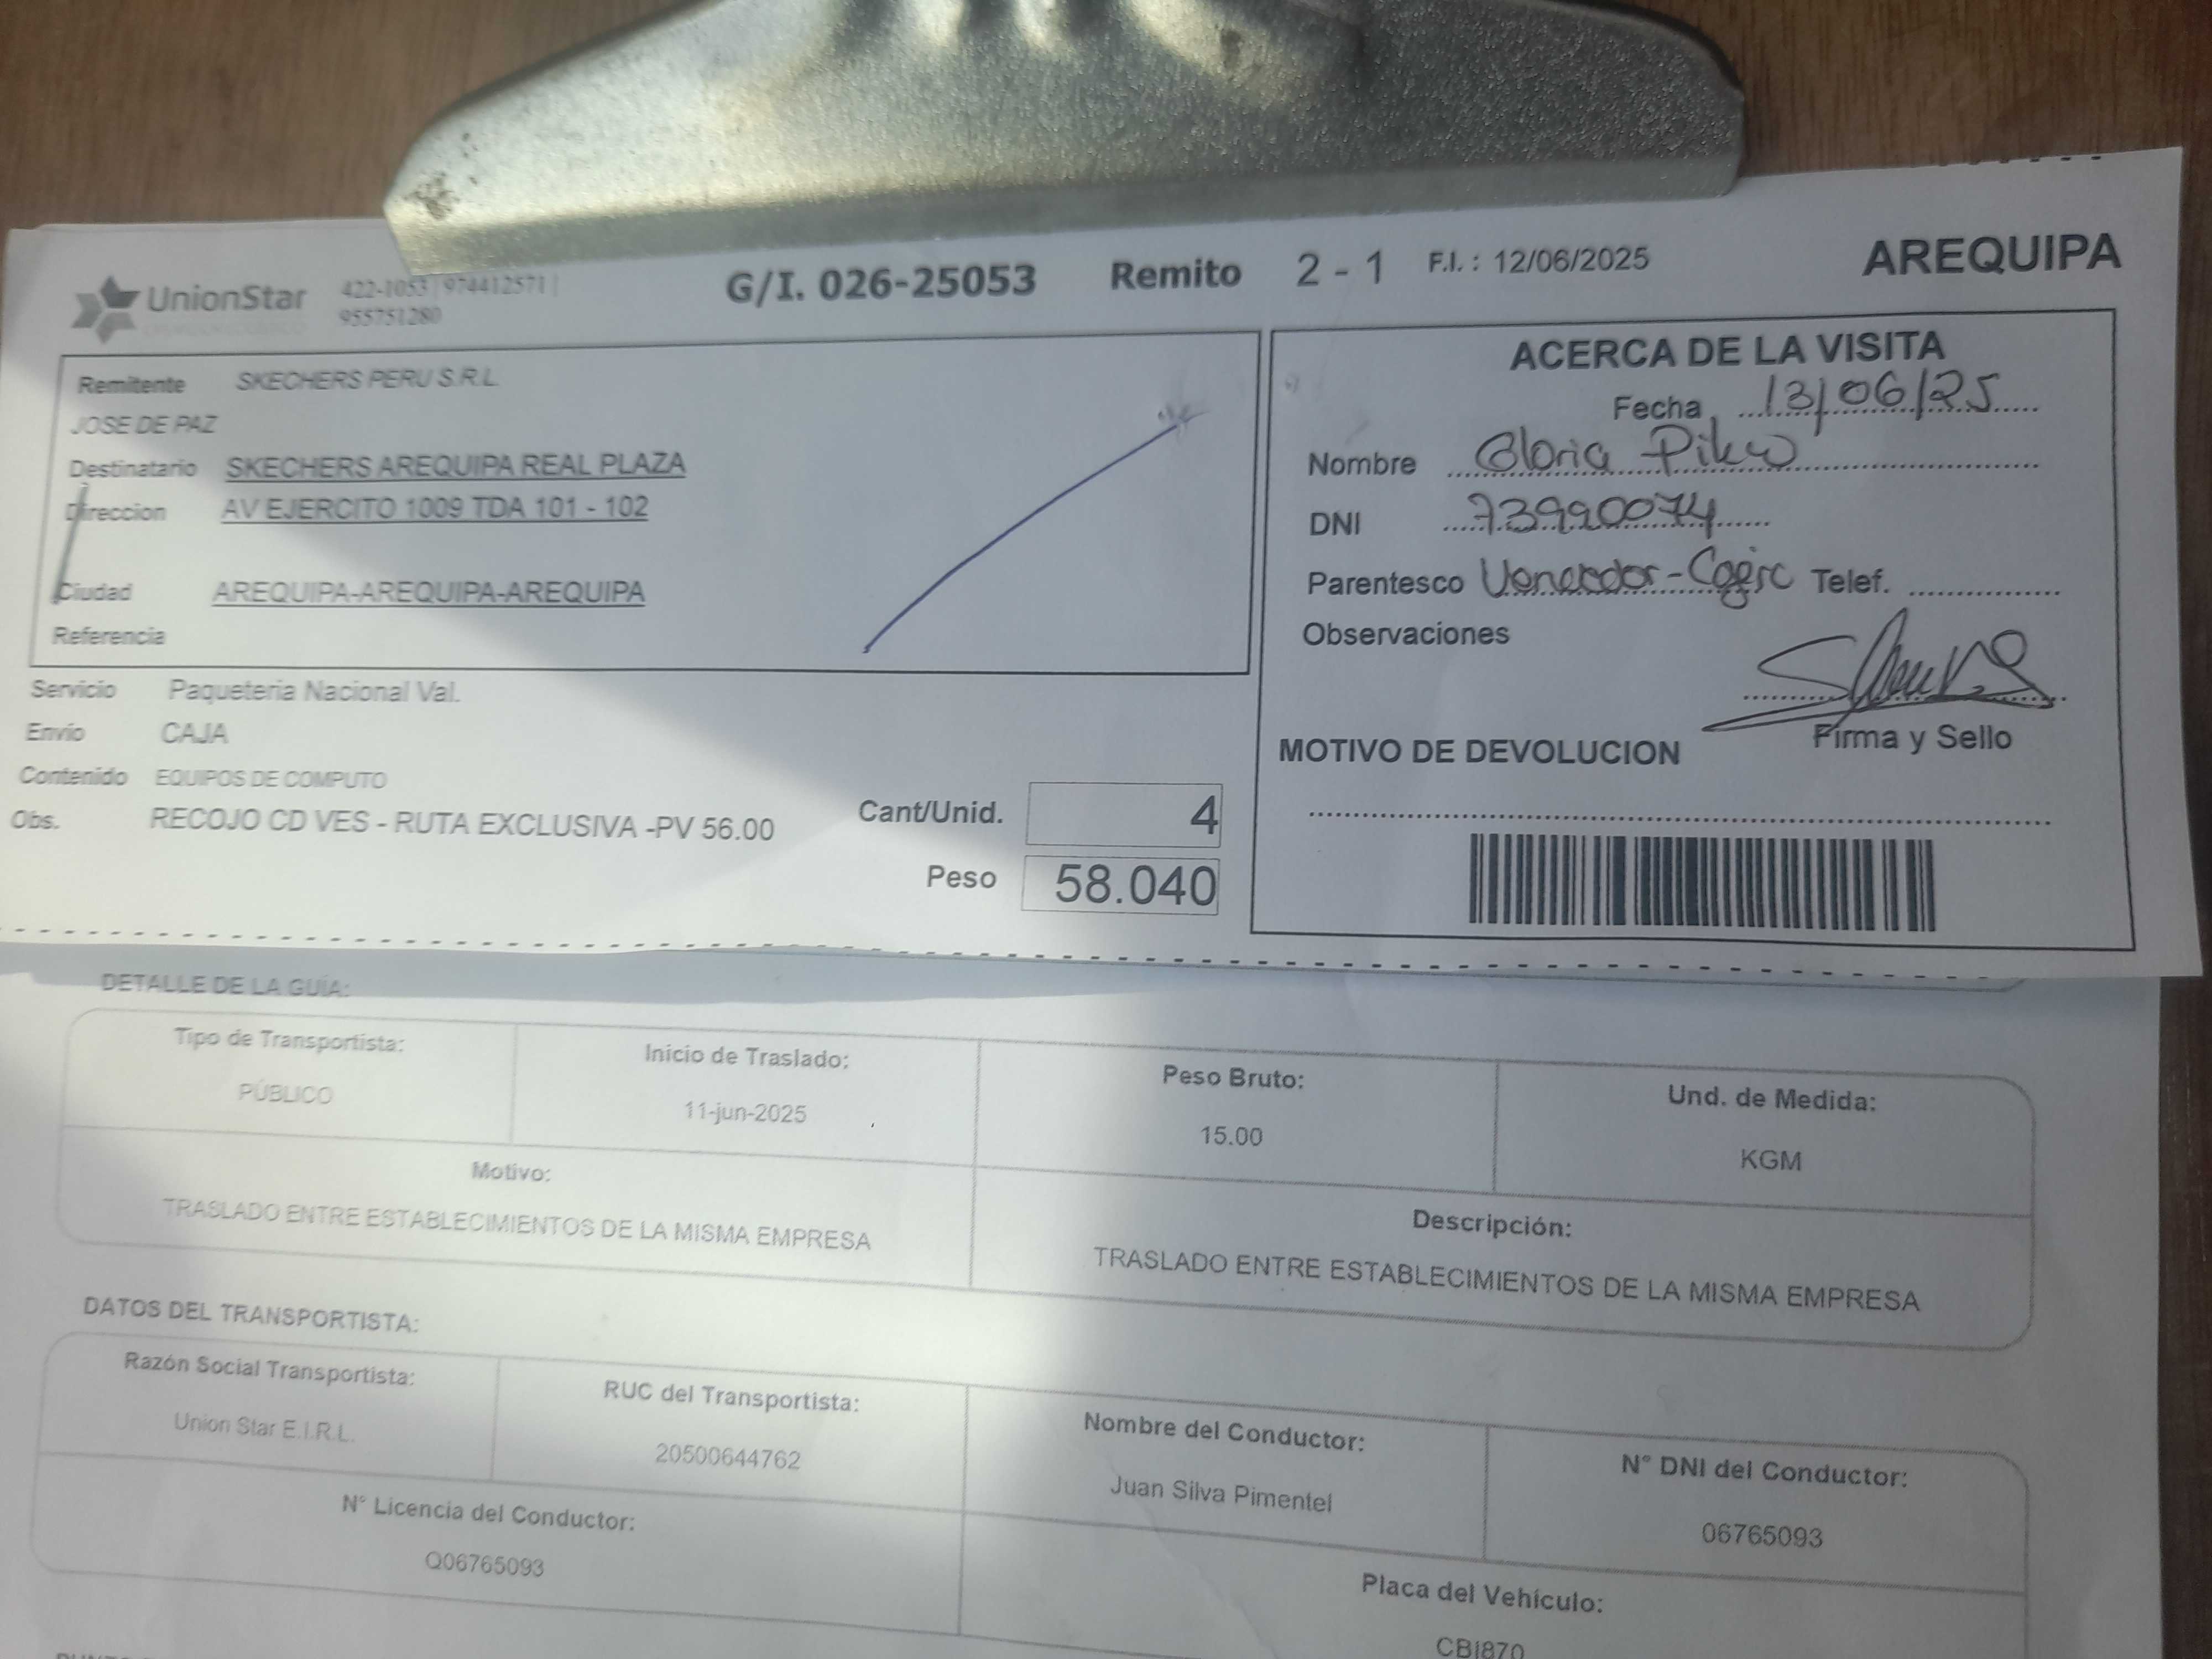 UnionStar
422-1053 | 974412571 |
955751280
G/I. 026-25053 Remito 2 - 1 F.I. : 12/06/2025 AREQUIPA
Remitente SKECHERS PERU S.R.L.
JOSE DE PAZ
Destinatario SKECHERS AREQUIPA REAL PLAZA
Direccion AV EJERCITO 1009 TDA 101 - 102
Ciudad AREQUIPA-AREQUIPA-AREQUIPA
Referencia
Servicio Paqueteria Nacional Val.
Envío CAJA
Contenido EQUIPOS DE COMPUTO
Obs. RECOJO CD VES - RUTA EXCLUSIVA -PV 56.00
Cant/Unid. 4
Peso 58.040
ACERCA DE LA VISITA
Fecha 13/06/25
Nombre Gloria
DNI 73990074
Parentesco Telef.
Observaciones
Firma y Sello
MOTIVO DE DEVOLUCION
DETALLE DE LA GUÍA:
Tipo de Transportista: Inicio de Traslado: Peso Bruto: Und. de Medida:
PÚBLICO 11-jun-2025 15.00 KGM
Motivo: Descripción:
TRASLADO ENTRE ESTABLECIMIENTOS DE LA MISMA EMPRESA TRASLADO ENTRE ESTABLECIMIENTOS DE LA MISMA EMPRESA
DATOS DEL TRANSPORTISTA:
Razón Social Transportista: RUC del Transportista: Nombre del Conductor: N° DNI del Conductor:
Union Star E.I.R.L. 20500644762 Juan Silva Pimentel 06765093
N° Licencia del Conductor: Placa del Vehículo:
Q06765093 CBI870